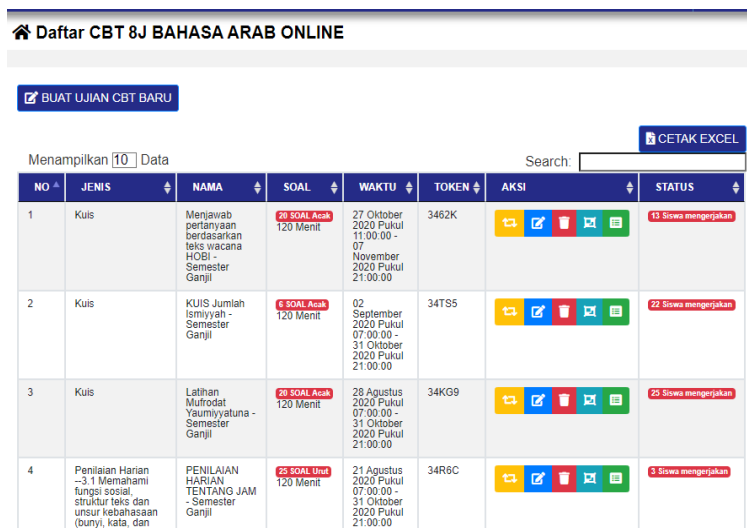 Daftar CBT 8J BAHASA ARAB ONLINE
BUAT UJIAN CBT BARU
CETAK EXCEL
Menampilkan 10 Data
Search:
NO JENIS NAMA SOAL WAKTU TOKEN AKSI STATUS
1
Kuis
Menjawab
pertanyaan
berdasarkan
teks wacana
HOBI -
Semester
Ganjil
20 SOAL Acak
120 Menit
27 Oktober
2020 Pukul
11:00:00 -
07
November
2020 Pukul
21:00:00
3462K
13 Siswa mengerjakan
2
Kuis
KUIS Jumlah
Ismiyyah -
Semester
Ganjil
6 SOAL Acak
120 Menit
02
September
2020 Pukul
07:00:00 -
31 Oktober
2020 Pukul
21:00:00
34TS5
22 Siswa mengerjakan
3
Kuis
Latihan
Mufrodat
Yaumiyyatuna -
Semester
Ganjil
20 SOAL Acak
120 Menit
28 Agustus
2020 Pukul
07:00:00 -
31 Oktober
2020 Pukul
21:00:00
34KG9
25 Siswa mengerjakan
4
Penilaian Harian
--3.1 Memahami
fungsi sosial,
struktur teks dan
unsur kebahasaan
(bunyi, kata, dan
PENILAIAN
HARIAN
TENTANG JAM
- Semester
Ganjil
25 SOAL Urut
120 Menit
21 Agustus
2020 Pukul
07:00:00 -
31 Oktober
2020 Pukul
21:00:00
34R6C
3 Siswa mengerjakan